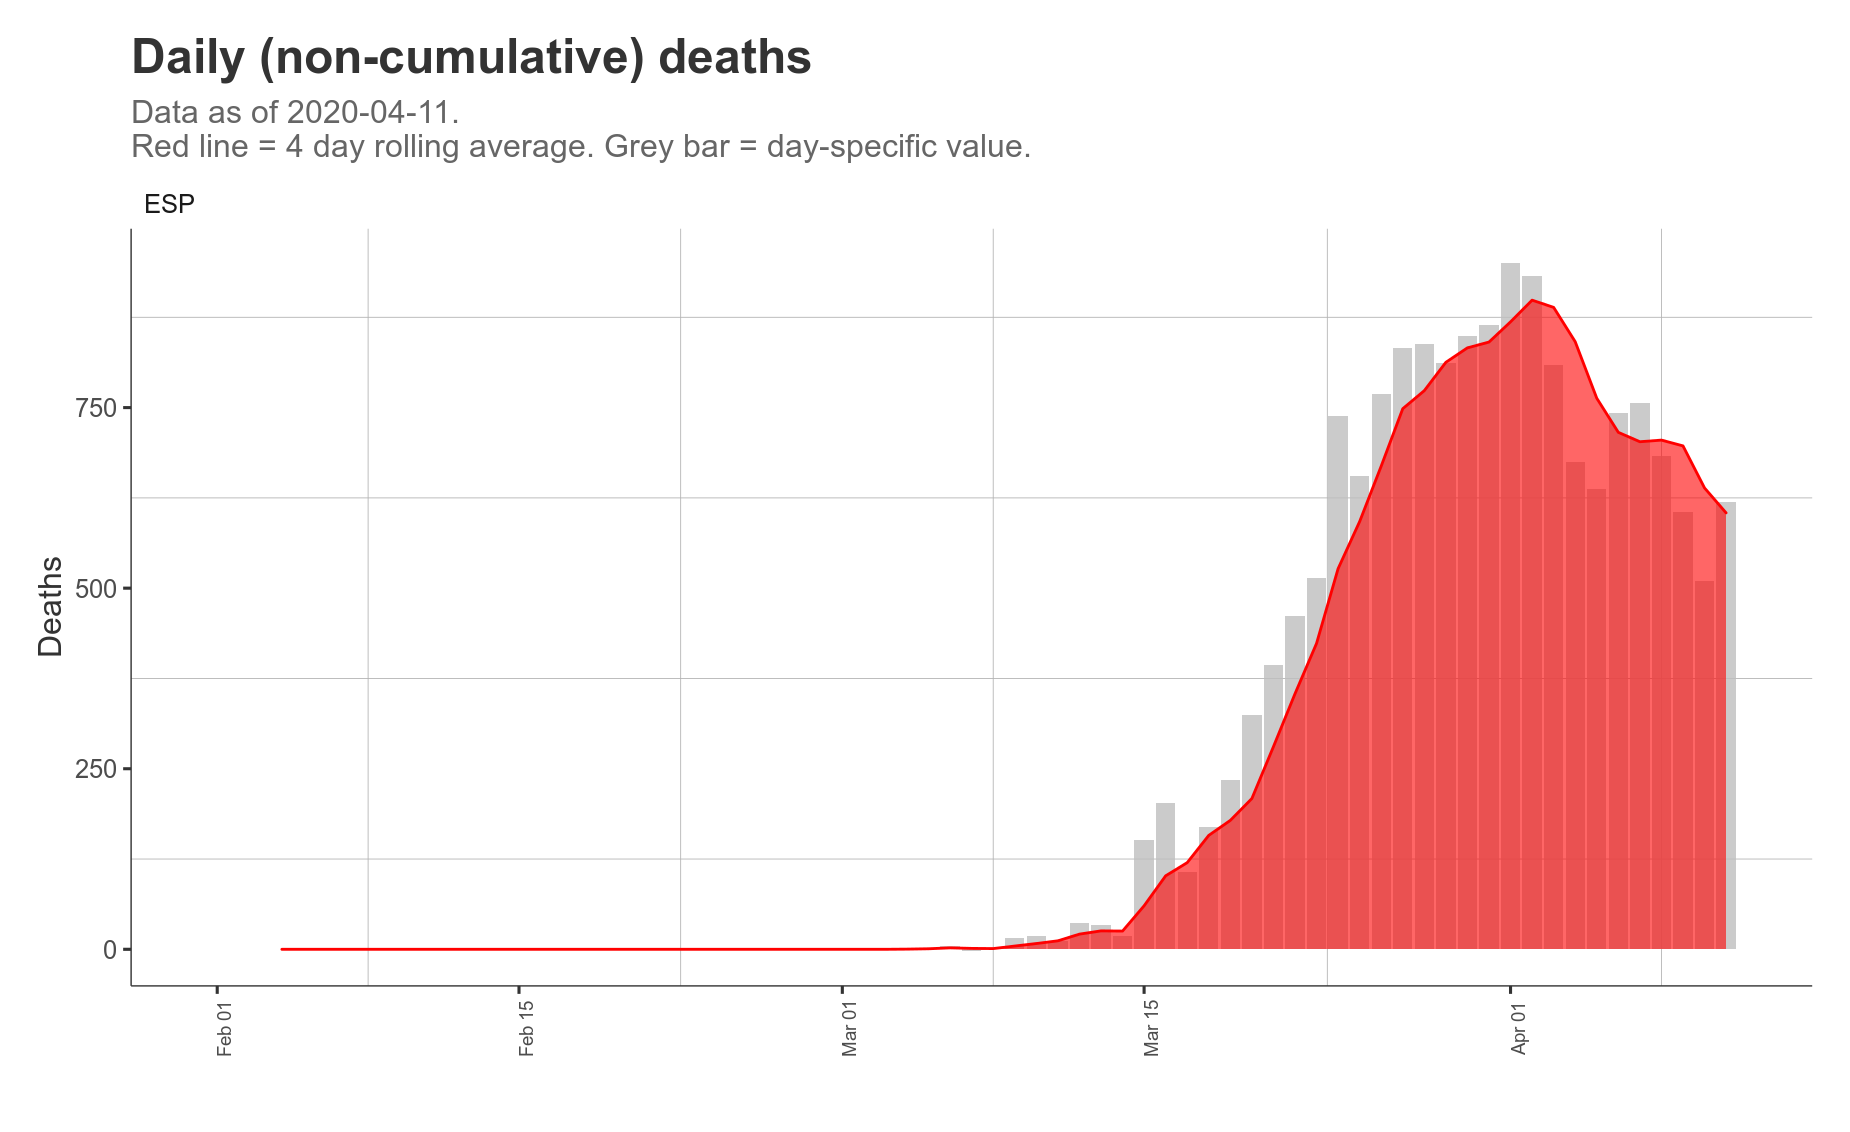 Daily (non-cumulative) deaths
Data as of 2020-04-11.
Red line = 4 day rolling average. Grey bar = day-specific value.
ESP
Deaths
750
500
250
0
Feb 01
Feb 15
Mar 01
Mar 15
Apr 01